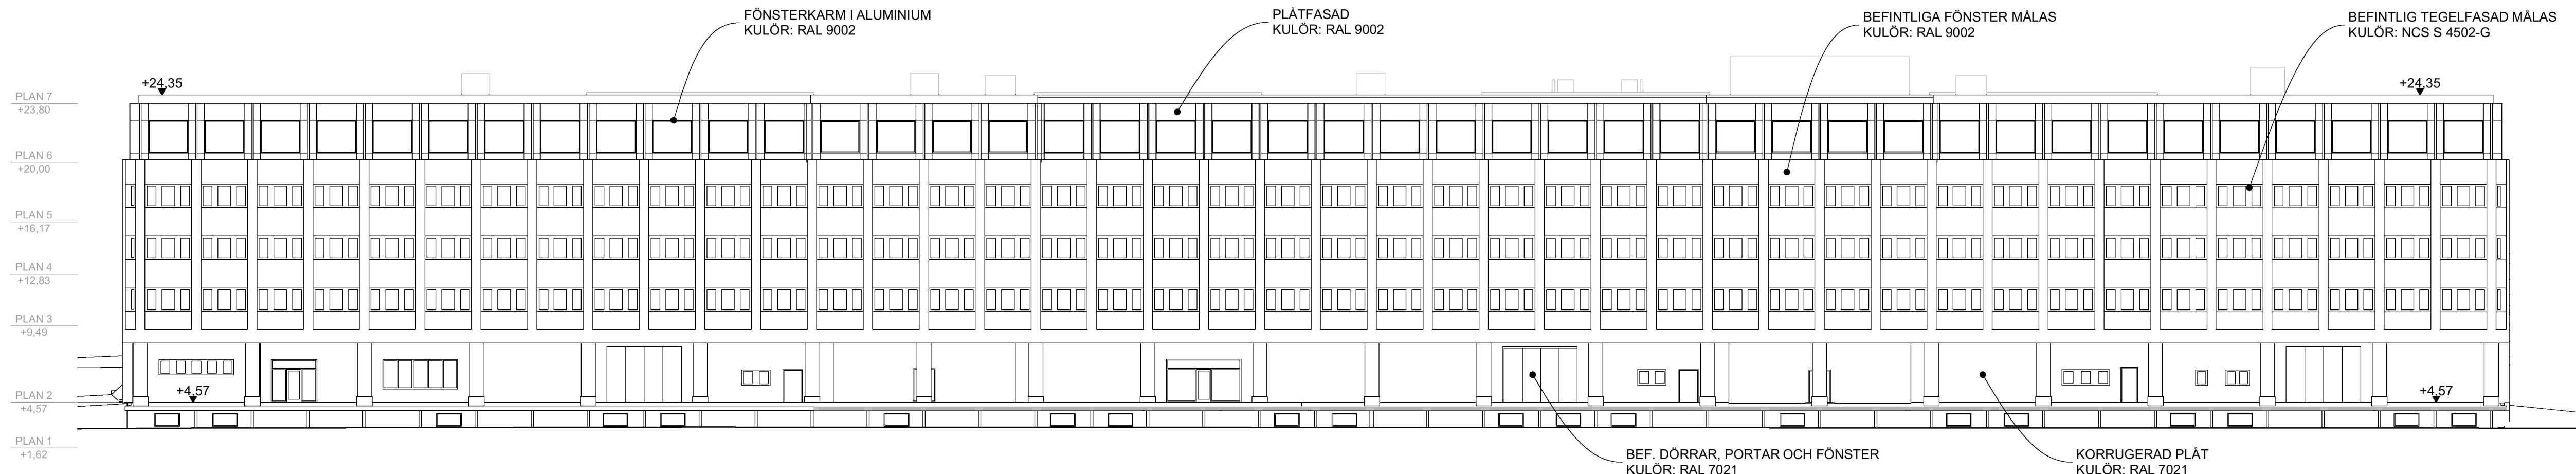 FÖNSTERKARM I ALUMINIUM
KULÖR: RAL 9002
PLÅTFASAD
KULÖR: RAL 9002
BEFINTLIGA FÖNSTER MÅLAS
KULÖR: RAL 9002
BEFINTLIG TEGELFASAD MÅLAS
KULÖR: NCS S 4502-G
+24,35
+24,35
PLAN 7
+23,80
PLAN 6
+20,00
PLAN 5
+16,17
PLAN 4
+12,83
PLAN 3
+9,49
+4,57
+4,57
PLAN 2
+4,57
PLAN 1
+1,62
BEF. DÖRRAR, PORTAR OCH FÖNSTER
KULÖR: RAL 7021
KORRUGERAD PLÅT
KULÖR: RAL 7021